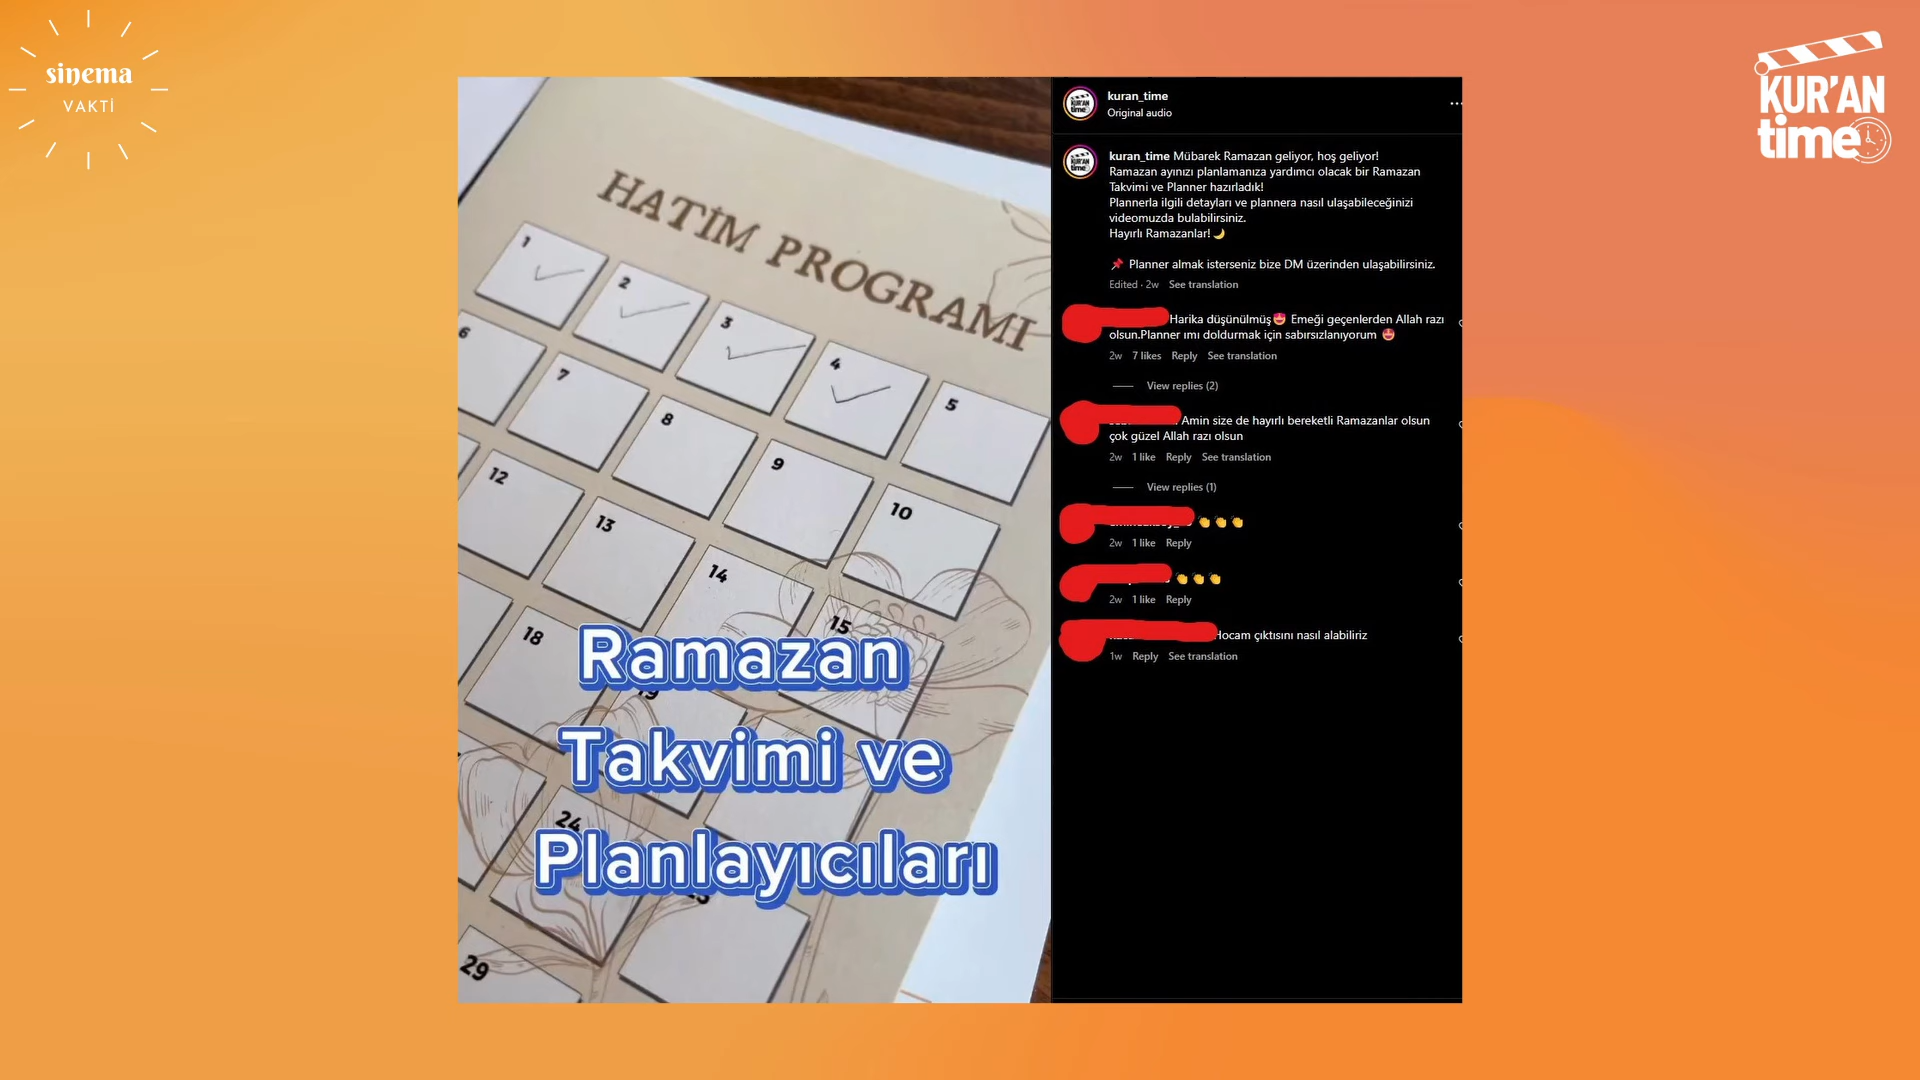 sinema
VAKTİ
KUR'AN
time
HATİM PROGRAMI
1
2
3
4
5
6
7
8
9
10
12
13
14
15
18
19
24
29
Ramazan
Takvimi ve
Planlayıcıları
kuran_time
Original audio
kuran_time Mübarek Ramazan geliyor, hoş geliyor!
Ramazan ayınızı planlamanıza yardımcı olacak bir Ramazan
Takvimi ve Planner hazırladık!
Plannerla ilgili detayları ve plannera nasıl ulaşabileceğinizi
videomuzda bulabilirsiniz.
Hayırlı Ramazanlar!🌙
📌 Planner almak isterseniz bize DM üzerinden ulaşabilirsiniz.
Edited · 2w See translation
Harika düşünülmüş🤩 Emeği geçenlerden Allah razı
olsun.Planner ımı doldurmak için sabırsızlanıyorum 🤩
2w 7 likes Reply See translation
View replies (2)
Amin size de hayırlı bereketli Ramazanlar olsun
çok güzel Allah razı olsun
2w 1 like Reply See translation
View replies (1)
👏👏👏
2w 1 like Reply
👏👏👏
2w 1 like Reply
Hocam çıktısını nasıl alabiliriz
1w Reply See translation